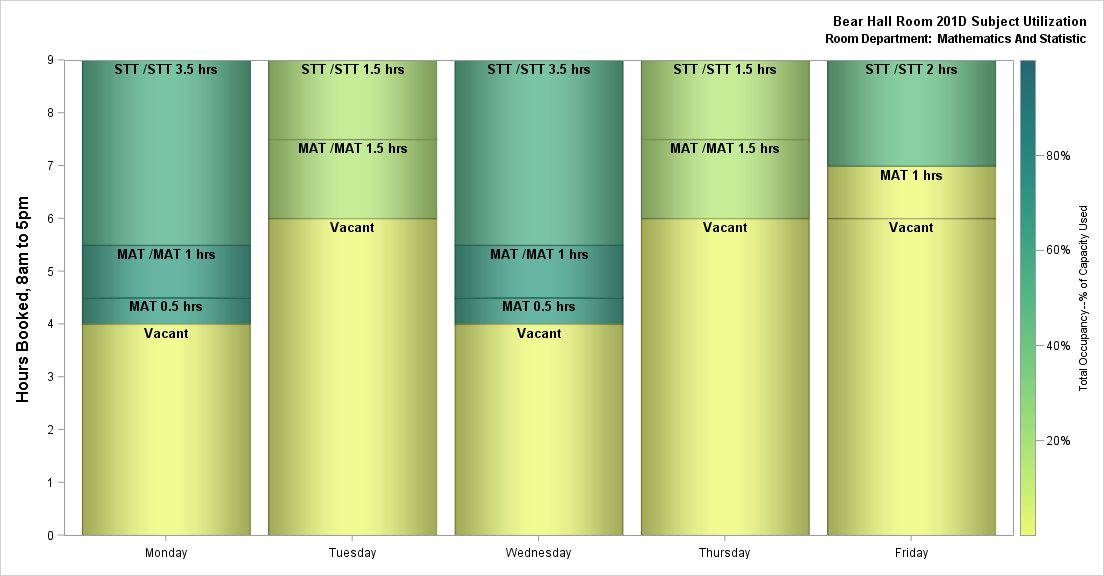 Bear Hall Room 201D Subject Utilization
Room Department: Mathematics And Statistic
Hours Booked, 8am to 5pm
9
8
7
6
5
4
3
2
1
0
STT /STT 3.5 hrs
MAT /MAT 1 hrs
MAT 0.5 hrs
Vacant
STT /STT 1.5 hrs
MAT /MAT 1.5 hrs
Vacant
STT /STT 3.5 hrs
MAT /MAT 1 hrs
MAT 0.5 hrs
Vacant
STT /STT 1.5 hrs
MAT /MAT 1.5 hrs
Vacant
STT /STT 2 hrs
MAT 1 hrs
Vacant
Monday
Tuesday
Wednesday
Thursday
Friday
80%
60%
40%
20%
Total Occupancy--% of Capacity Used